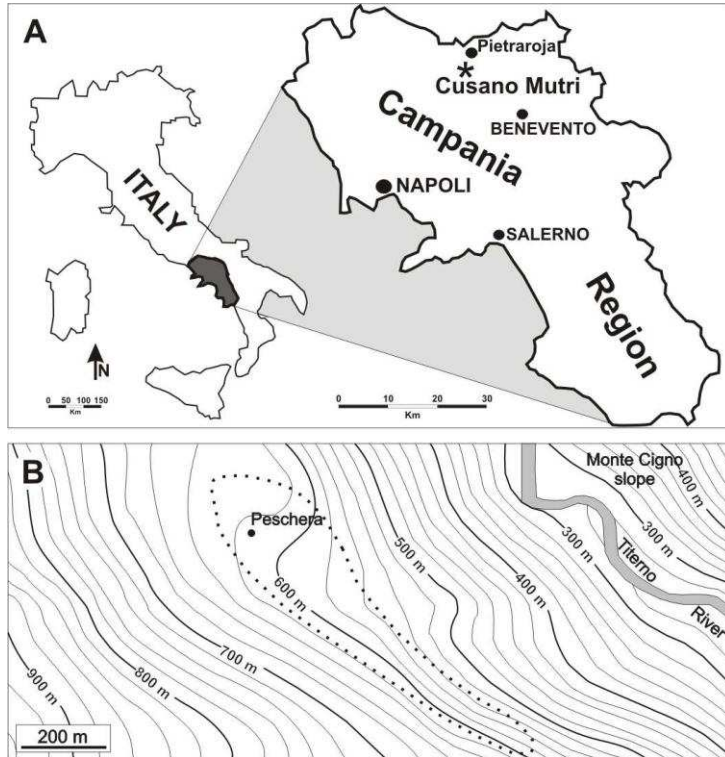 A
Pietraroja
*
Cusano Mutri
BENEVENTO
Campania
NAPOLI
SALERNO
Region
ITALY
N
0 50 100 150
Km
0 10 20 30
Km
B
Monte Cigno
slope
400 m
300 m
Peschera
500 m
300 m
Titerno
600 m
400 m
River
700 m
800 m
900 m
200 m